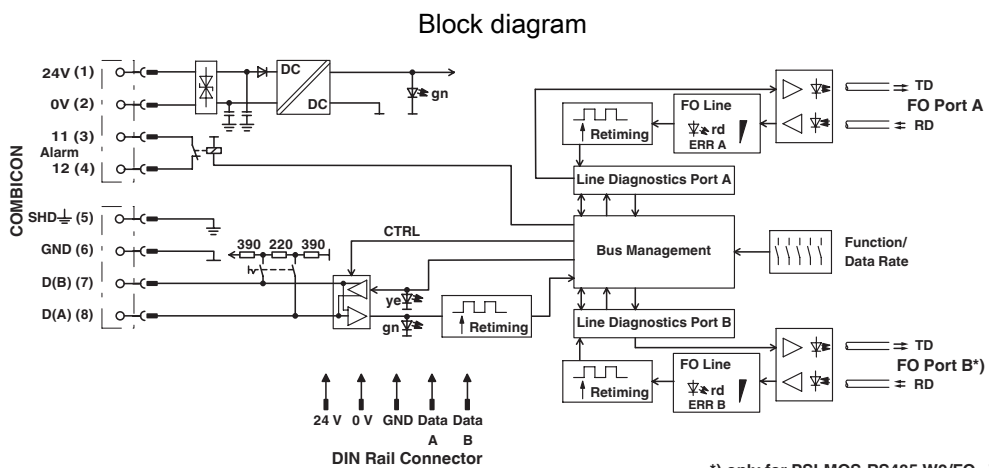 Block diagram
COMBICON
24V (1)
0V (2)
11 (3)
Alarm
12 (4)
SHD (5)
GND (6)
D(B) (7)
D(A) (8)
DC
DC
gn
390 220 390
CTRL
ye
gn
Retiming
Retiming
FO Line
rd
ERR A
TD
FO Port A
RD
Line Diagnostics Port A
Bus Management
Function/
Data Rate
Line Diagnostics Port B
Retiming
FO Line
rd
ERR B
TD
FO Port B*)
RD
24 V 0 V GND Data Data
A B
DIN Rail Connector